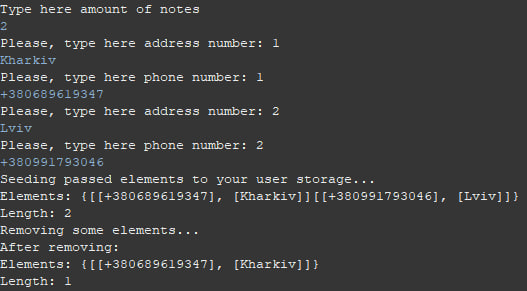 Type here amount of notes
2
Please, type here address number: 1
Kharkiv
Please, type here phone number: 1
+380689619347
Please, type here address number: 2
Lviv
Please, type here phone number: 2
+380991793046
Seeding passed elements to your user storage...
Elements: {[[+380689619347], [Kharkiv]][[+380991793046], [Lviv]]}
Length: 2
Removing some elements...
After removing:
Elements: {[[+380689619347], [Kharkiv]]}
Length: 1